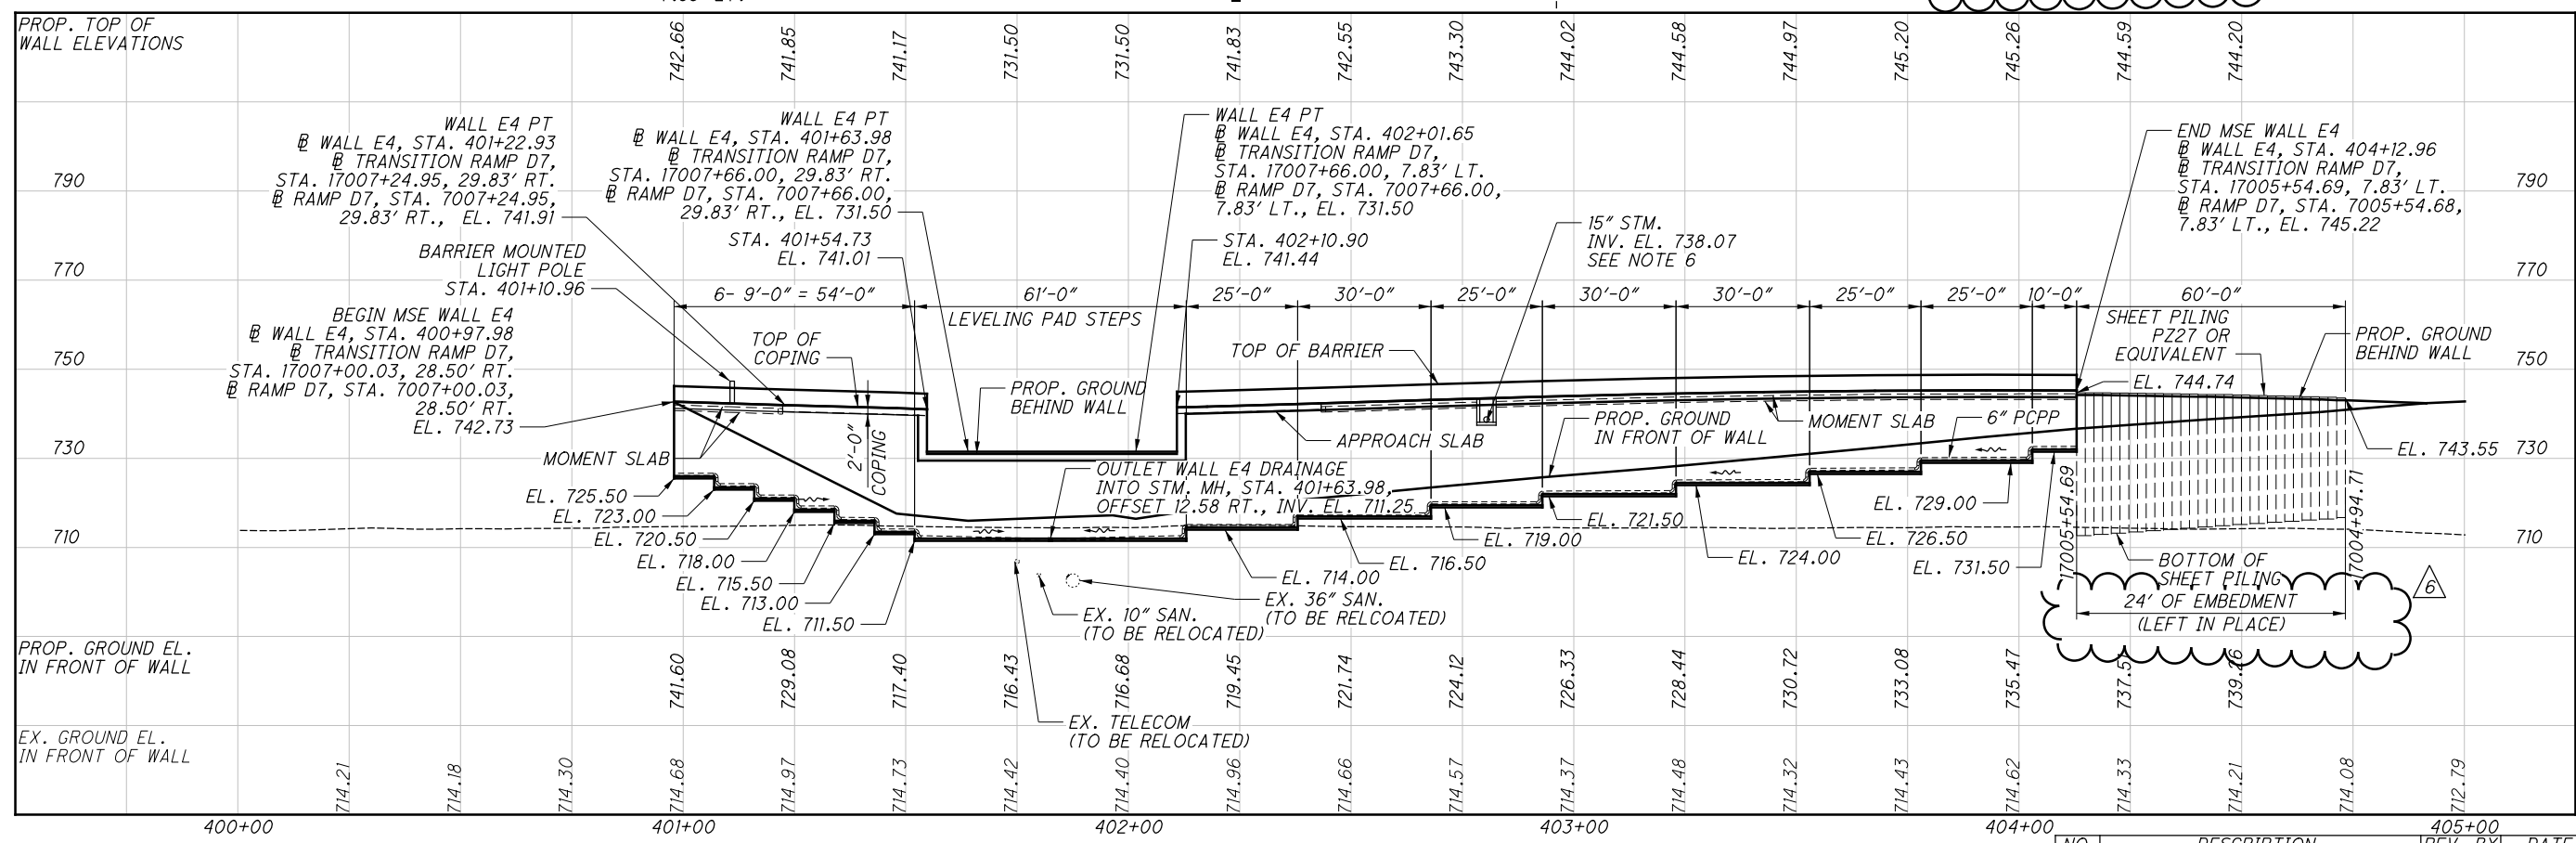 PROP. TOP OF
WALL ELEVATIONS
742.66
741.85
741.17
731.50
731.50
741.83
742.55
743.30
744.02
744.58
744.97
745.20
745.26
744.59
744.20
WALL E4 PT
℄ WALL E4, STA. 401+22.93
℄ TRANSITION RAMP D7,
STA. 17007+24.95, 29.83' RT.
℄ RAMP D7, STA. 7007+24.95,
29.83' RT., EL. 741.91
BARRIER MOUNTED
LIGHT POLE
STA. 401+10.96
BEGIN MSE WALL E4
℄ WALL E4, STA. 400+97.98
℄ TRANSITION RAMP D7,
STA. 17007+00.03, 28.50' RT.
℄ RAMP D7, STA. 7007+00.03,
28.50' RT.
EL. 742.73
WALL E4 PT
℄ WALL E4, STA. 401+63.98
℄ TRANSITION RAMP D7,
STA. 17007+66.00, 29.83' RT.
℄ RAMP D7, STA. 7007+66.00,
29.83' RT., EL. 731.50
STA. 401+54.73
EL. 741.01
WALL E4 PT
℄ WALL E4, STA. 402+01.65
℄ TRANSITION RAMP D7,
STA. 17007+66.00, 7.83' LT.
℄ RAMP D7, STA. 7007+66.00,
7.83' LT., EL. 731.50
STA. 402+10.90
EL. 741.44
15" STM.
INV. EL. 738.07
SEE NOTE 6
END MSE WALL E4
℄ WALL E4, STA. 404+12.96
℄ TRANSITION RAMP D7,
STA. 17005+54.69, 7.83' LT.
℄ RAMP D7, STA. 7005+54.68,
7.83' LT., EL. 745.22
790
790
770
770
750
750
730
730
710
710
6- 9'-0" = 54'-0"
61'-0"
25'-0"
30'-0"
25'-0"
30'-0"
30'-0"
25'-0"
25'-0"
10'-0"
60'-0"
LEVELING PAD STEPS
TOP OF
COPING
TOP OF BARRIER
SHEET PILING
PZ27 OR
EQUIVALENT
PROP. GROUND
BEHIND WALL
PROP. GROUND
BEHIND WALL
EL. 744.74
PROP. GROUND
IN FRONT OF WALL
MOMENT SLAB
6" PCPP
APPROACH SLAB
MOMENT SLAB
2'-0"
COPING
EL. 743.55
OUTLET WALL E4 DRAINAGE
INTO STM. MH, STA. 401+63.98,
OFFSET 12.58 RT., INV. EL. 711.25
EL. 725.50
EL. 723.00
EL. 720.50
EL. 718.00
EL. 715.50
EL. 713.00
EL. 711.50
EL. 714.00
EL. 716.50
EL. 719.00
EL. 721.50
EL. 724.00
EL. 726.50
EL. 729.00
EL. 731.50
17005+54.69
17004+94.71
BOTTOM OF
SHEET PILING
24' OF EMBEDMENT
(LEFT IN PLACE)
6
EX. 36" SAN.
(TO BE RELCOATED)
EX. 10" SAN.
(TO BE RELOCATED)
EX. TELECOM
(TO BE RELOCATED)
PROP. GROUND EL.
IN FRONT OF WALL
741.60
729.08
717.40
716.43
716.68
719.45
721.74
724.12
726.33
728.44
730.72
733.08
735.47
739.26
EX. GROUND EL.
IN FRONT OF WALL
714.21
714.18
714.30
714.68
714.97
714.73
714.42
714.40
714.96
714.66
714.57
714.37
714.48
714.32
714.43
714.62
714.33
714.21
714.08
712.79
400+00
401+00
402+00
403+00
404+00
405+00